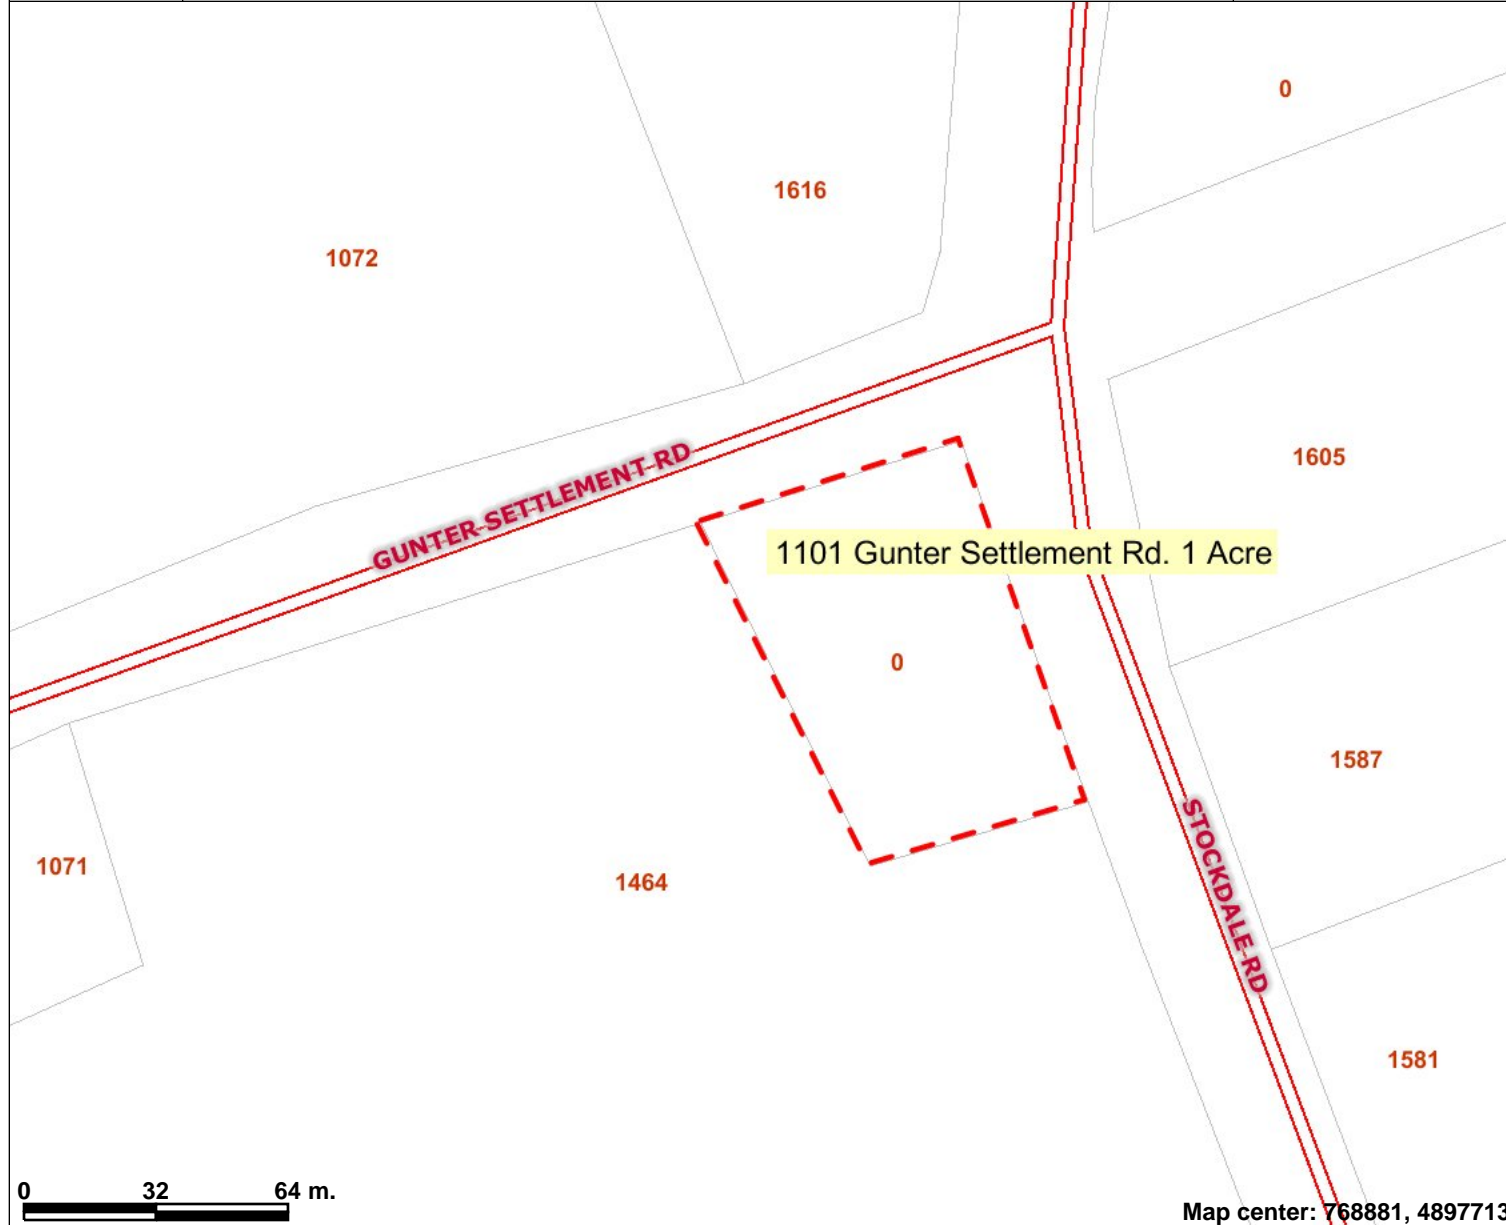 0
1616
1072
GUNTER SETTLEMENT RD
1605
1101 Gunter Settlement Rd. 1 Acre
0
1587
STOCKDALE RD
1071
1464
1581
0 32 64 m.
Map center: 768881, 4897713